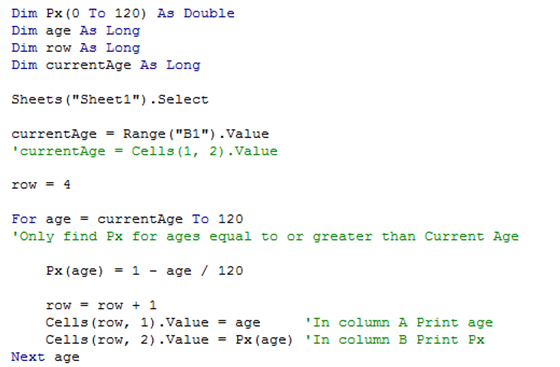 Dim Px(0 To 120) As Double
Dim age As Long
Dim row As Long
Dim currentAge As Long
Sheets("Sheet1").Select
currentAge = Range("B1").Value
'currentAge = Cells(1, 2).Value
row = 4
For age = currentAge To 120
'Only find Px for ages equal to or greater than Current Age
Px(age) = 1 - age / 120
row = row + 1
Cells(row, 1).Value = age 'In column A Print age
Cells(row, 2).Value = Px(age) 'In column B Print Px
Next age